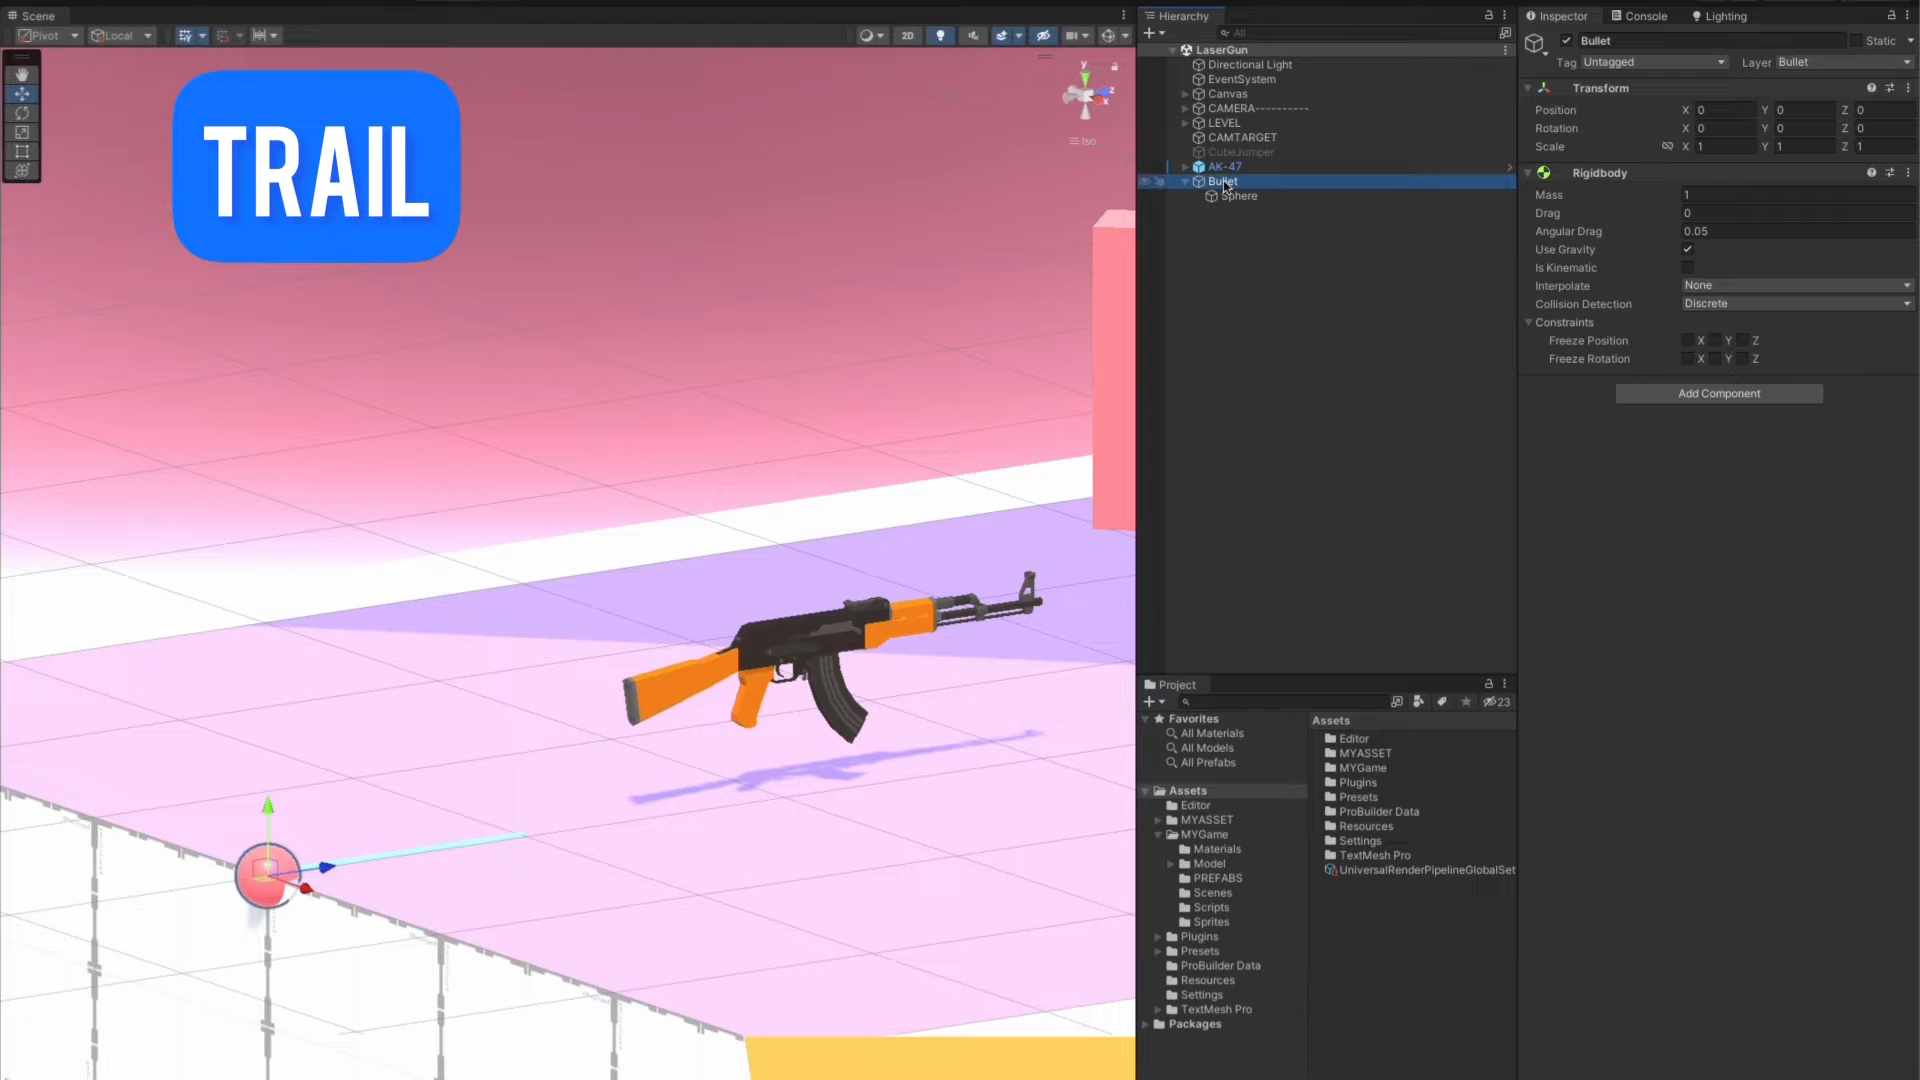 Scene
Pivot
Local
2D
TRAIL
y
z
x
Iso
Hierarchy
All
LaserGun
Directional Light
EventSystem
Canvas
CAMERA----------
LEVEL
CAMTARGET
CubeJumper
AK-47
Bullet
Sphere
Project
23
Favorites
All Materials
All Models
All Prefabs
Assets
Editor
MYASSET
MYGame
Materials
Model
PREFABS
Scenes
Scripts
Sprites
Plugins
Presets
ProBuilder Data
Resources
Settings
TextMesh Pro
Packages
Assets
Editor
MYASSET
MYGame
Plugins
Presets
ProBuilder Data
Resources
Settings
TextMesh Pro
UniversalRenderPipelineGlobalSet
Inspector
Console
Lighting
Bullet
Static
Tag Untagged Layer Bullet
Transform
Position X 0 Y 0 Z 0
Rotation X 0 Y 0 Z 0
Scale X 1 Y 1 Z 1
Rigidbody
Mass 1
Drag 0
Angular Drag 0.05
Use Gravity
Is Kinematic
Interpolate None
Collision Detection Discrete
Constraints
Freeze Position X Y Z
Freeze Rotation X Y Z
Add Component